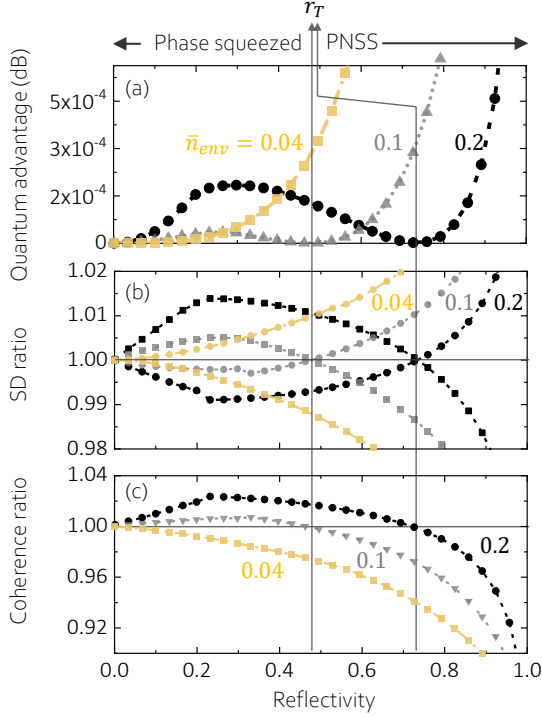 r_T
Phase squeezed
PNSS
Quantum advantage (dB)
(a)
5x10⁻⁴
3x10⁻⁴
2x10⁻⁴
0
n̄_env = 0.04
0.1
0.2
SD ratio
(b)
1.02
1.01
1.00
0.99
0.98
0.04
0.1
0.2
Coherence ratio
(c)
1.04
1.00
0.96
0.92
0.04
0.1
0.2
0.0 0.2 0.4 0.6 0.8 1.0
Reflectivity